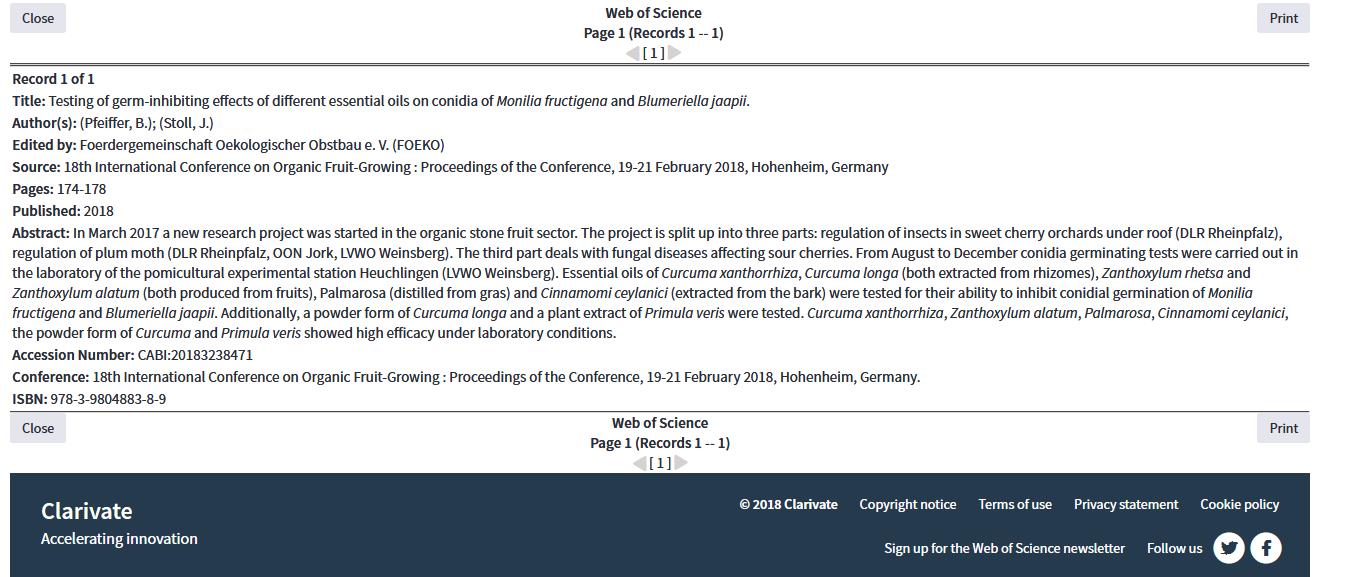 Close
Web of Science
Print
Page 1 (Records 1 -- 1)
[ 1 ]
Record 1 of 1
Title: Testing of germ-inhibiting effects of different essential oils on conidia of Monilia fructigena and Blumeriella jaapii.
Author(s): (Pfeiffer, B.); (Stoll, J.)
Edited by: Foerdergemeinschaft Oekologischer Obstbau e. V. (FOEKO)
Source: 18th International Conference on Organic Fruit-Growing : Proceedings of the Conference, 19-21 February 2018, Hohenheim, Germany
Pages: 174-178
Published: 2018
Abstract: In March 2017 a new research project was started in the organic stone fruit sector. The project is split up into three parts: regulation of insects in sweet cherry orchards under roof (DLR Rheinpfalz),
regulation of plum moth (DLR Rheinpfalz, OON Jork, LVWO Weinsberg). The third part deals with fungal diseases affecting sour cherries. From August to December conidia germinating tests were carried out in
the laboratory of the pomicultural experimental station Heuchlingen (LVWO Weinsberg). Essential oils of Curcuma xanthorrhiza, Curcuma longa (both extracted from rhizomes), Zanthoxylum rhetsa and
Zanthoxylum alatum (both produced from fruits), Palmarosa (distilled from gras) and Cinnamomi ceylanici (extracted from the bark) were tested for their ability to inhibit conidial germination of Monilia
fructigena and Blumeriella jaapii. Additionally, a powder form of Curcuma longa and a plant extract of Primula veris were tested. Curcuma xanthorrhiza, Zanthoxylum alatum, Palmarosa, Cinnamomi ceylanici,
the powder form of Curcuma and Primula veris showed high efficacy under laboratory conditions.
Accession Number: CABI:20183238471
Conference: 18th International Conference on Organic Fruit-Growing : Proceedings of the Conference, 19-21 February 2018, Hohenheim, Germany.
ISBN: 978-3-9804883-8-9
Close
Web of Science
Print
Page 1 (Records 1 -- 1)
[ 1 ]
Clarivate
Accelerating innovation
© 2018 Clarivate Copyright notice Terms of use Privacy statement Cookie policy
Sign up for the Web of Science newsletter Follow us